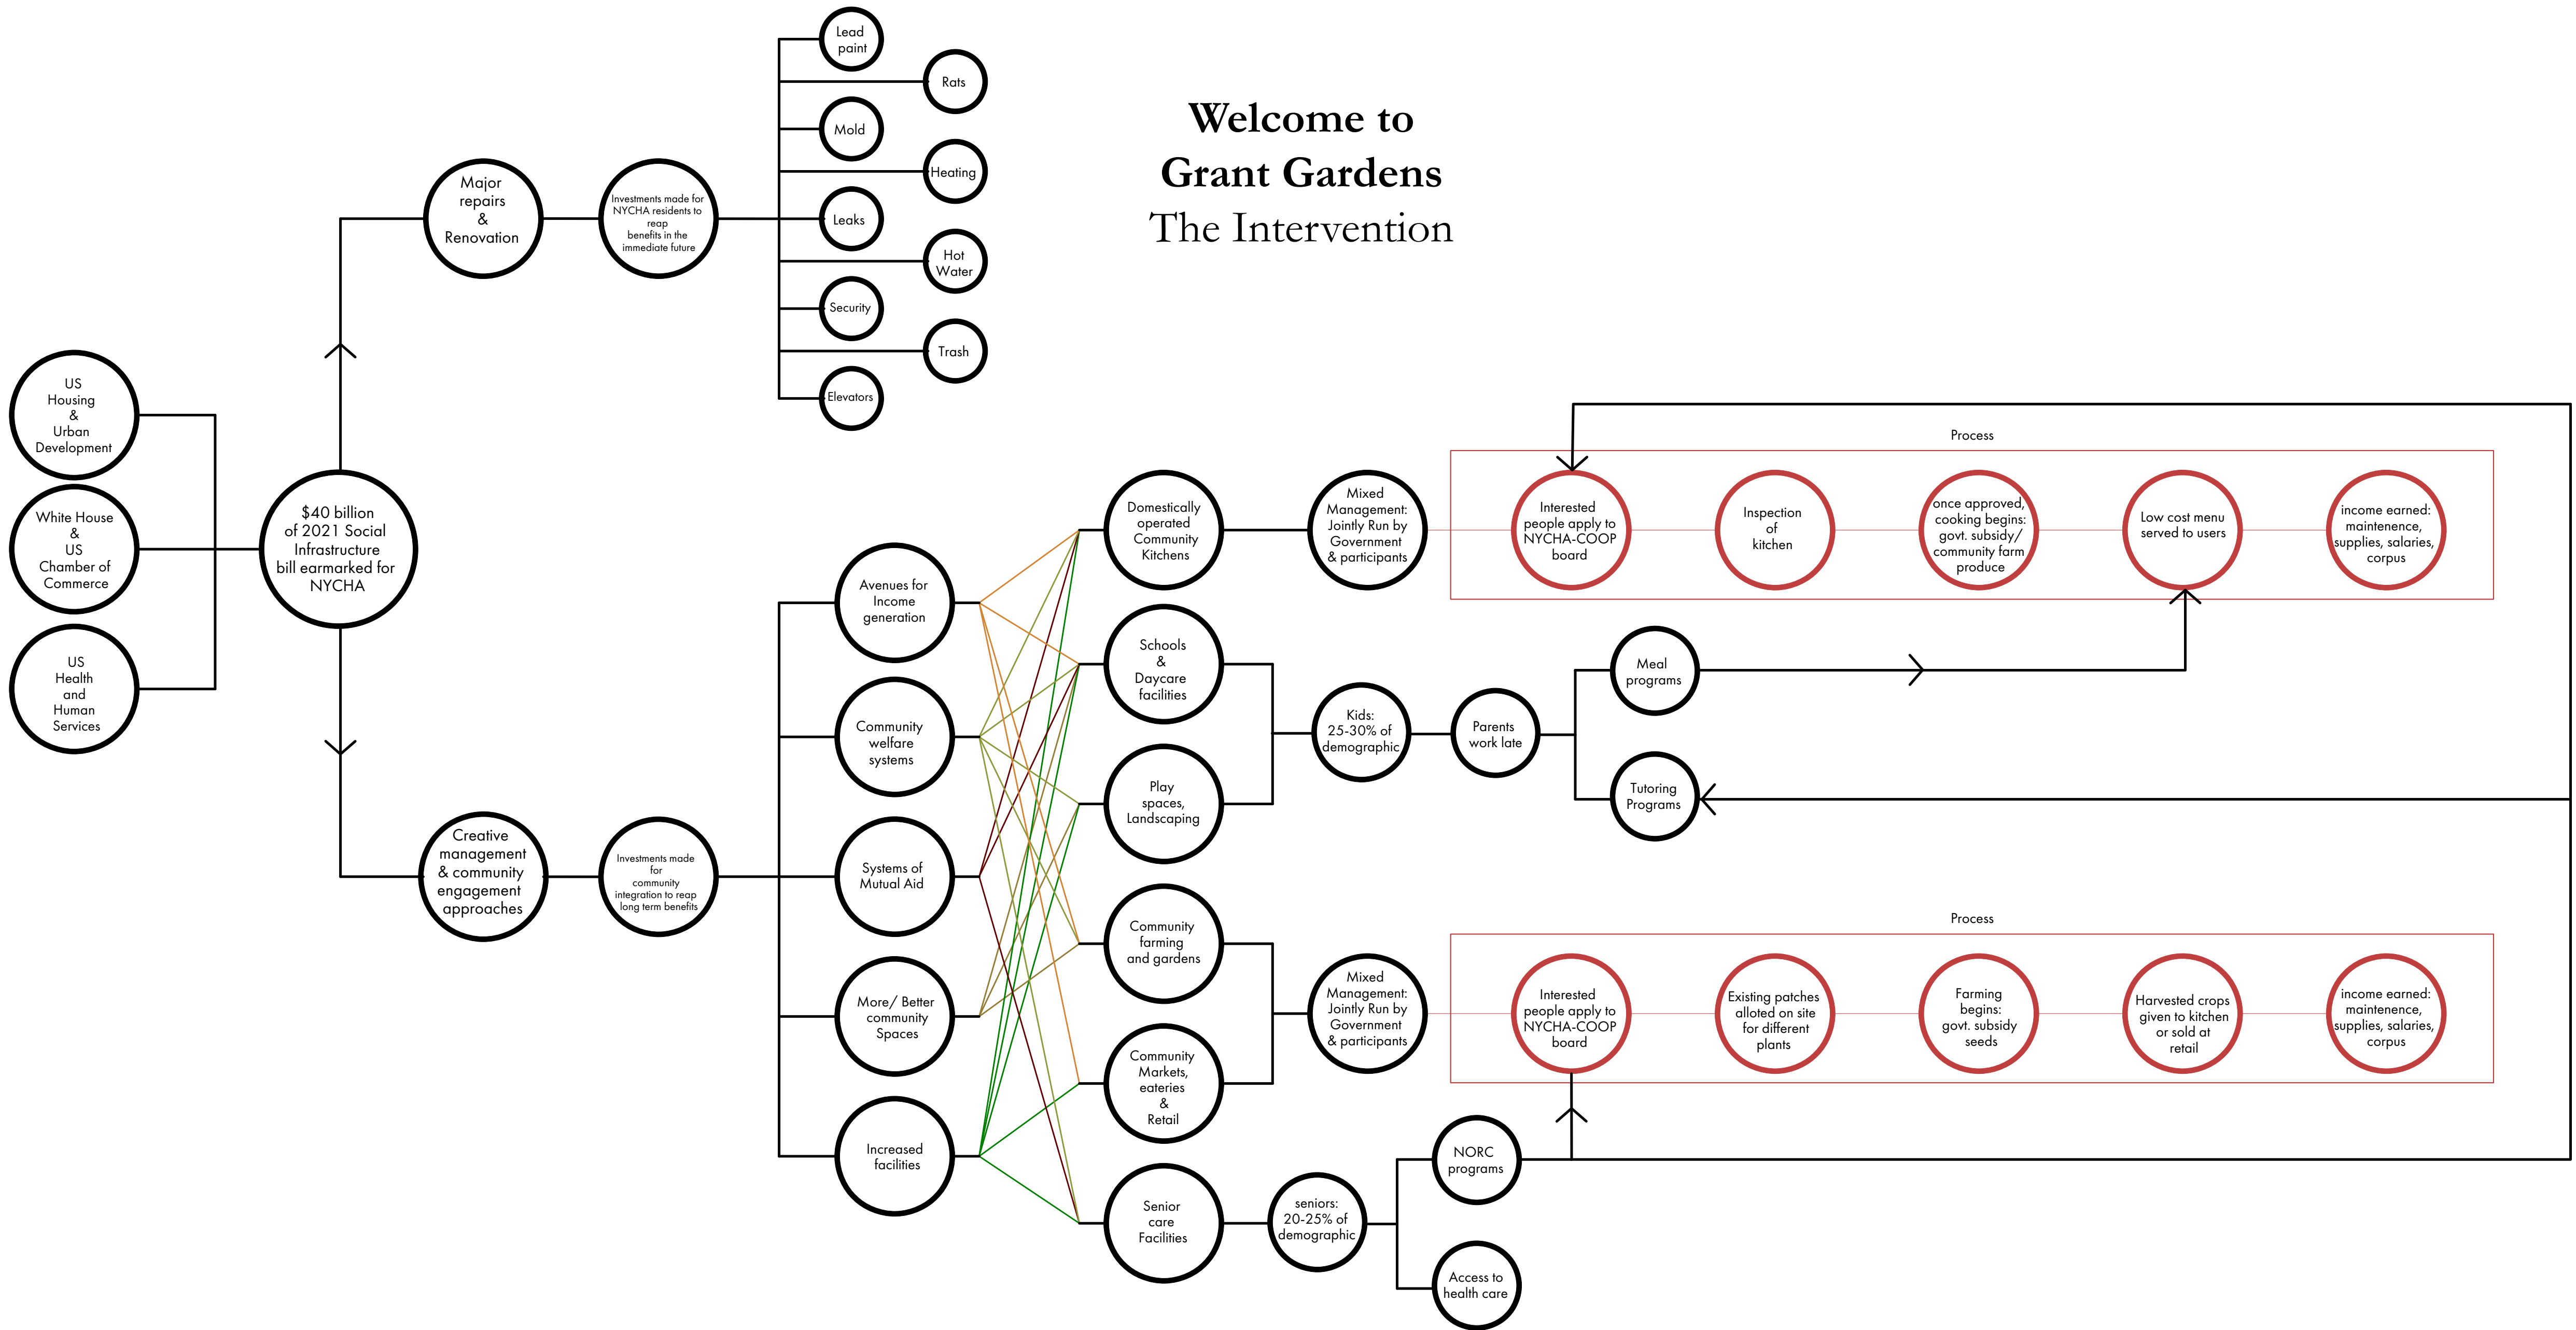 Welcome to
Grant Gardens
The Intervention
US
Housing
&
Urban
Development
White House
&
US
Chamber of
Commerce
US
Health
and
Human
Services
$40 billion
of 2021 Social
Infrastructure
bill earmarked for
NYCHA
Major
repairs
&
Renovation
Investments made for
NYCHA residents to
reap
benefits in the
immediate future
Lead
paint
Rats
Mold
Heating
Leaks
Hot
Water
Security
Trash
Elevators
Creative
management
& community
engagement
approaches
Investments made
for
community
integration to reap
long term benefits
Avenues for
Income
generation
Community
welfare
systems
Systems of
Mutual Aid
More/ Better
community
Spaces
Increased
facilities
Domestically
operated
Community
Kitchens
Schools
&
Daycare
facilities
Play
spaces,
Landscaping
Community
farming
and gardens
Community
Markets,
eateries
&
Retail
Senior
care
Facilities
Mixed
Management:
Jointly Run by
Government
& participants
Process
Interested
people apply to
NYCHA-COOP
board
Inspection
of
kitchen
once approved,
cooking begins:
govt. subsidy/
community farm
produce
Low cost menu
served to users
income earned:
maintenence,
supplies, salaries,
corpus
Kids:
25-30% of
demographic
Parents
work late
Meal
programs
Tutoring
Programs
Mixed
Management:
Jointly Run by
Government
& participants
Process
Interested
people apply to
NYCHA-COOP
board
Existing patches
alloted on site
for different
plants
Farming
begins:
govt. subsidy
seeds
Harvested crops
given to kitchen
or sold at
retail
income earned:
maintenence,
supplies, salaries,
corpus
seniors:
20-25% of
demographic
NORC
programs
Access to
health care